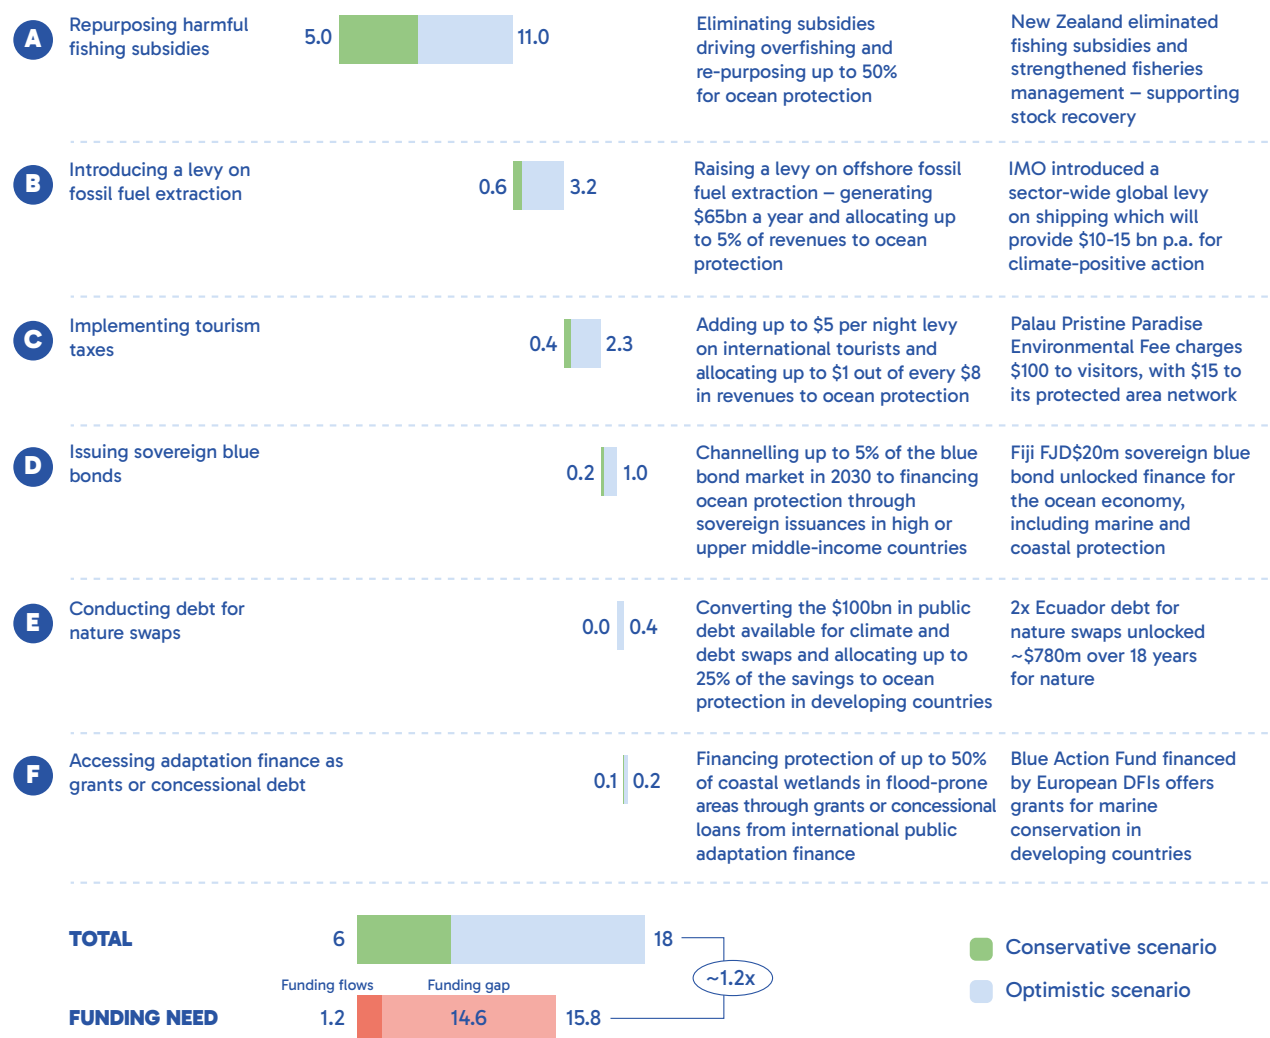 A
Repurposing harmful
fishing subsidies
5.0
11.0
Eliminating subsidies
driving overfishing and
re-purposing up to 50%
for ocean protection
New Zealand eliminated
fishing subsidies and
strengthened fisheries
management – supporting
stock recovery
B
Introducing a levy on
fossil fuel extraction
0.6
3.2
Raising a levy on offshore fossil
fuel extraction – generating
$65bn a year and allocating up
to 5% of revenues to ocean
protection
IMO introduced a
sector-wide global levy
on shipping which will
provide $10-15 bn p.a. for
climate-positive action
C
Implementing tourism
taxes
0.4
2.3
Adding up to $5 per night levy
on international tourists and
allocating up to $1 out of every $8
in revenues to ocean protection
Palau Pristine Paradise
Environmental Fee charges
$100 to visitors, with $15 to
its protected area network
D
Issuing sovereign blue
bonds
0.2
1.0
Channelling up to 5% of the blue
bond market in 2030 to financing
ocean protection through
sovereign issuances in high or
upper middle-income countries
Fiji FJD$20m sovereign blue
bond unlocked finance for
the ocean economy,
including marine and
coastal protection
E
Conducting debt for
nature swaps
0.0
0.4
Converting the $100bn in public
debt available for climate and
debt swaps and allocating up to
25% of the savings to ocean
protection in developing countries
2x Ecuador debt for
nature swaps unlocked
~$780m over 18 years
for nature
F
Accessing adaptation finance as
grants or concessional debt
0.1
0.2
Financing protection of up to 50%
of coastal wetlands in flood-prone
areas through grants or concessional
loans from international public
adaptation finance
Blue Action Fund financed
by European DFIs offers
grants for marine
conservation in
developing countries
TOTAL
6
18
~1.2x
Funding flows
Funding gap
FUNDING NEED
1.2
14.6
15.8
Conservative scenario
Optimistic scenario